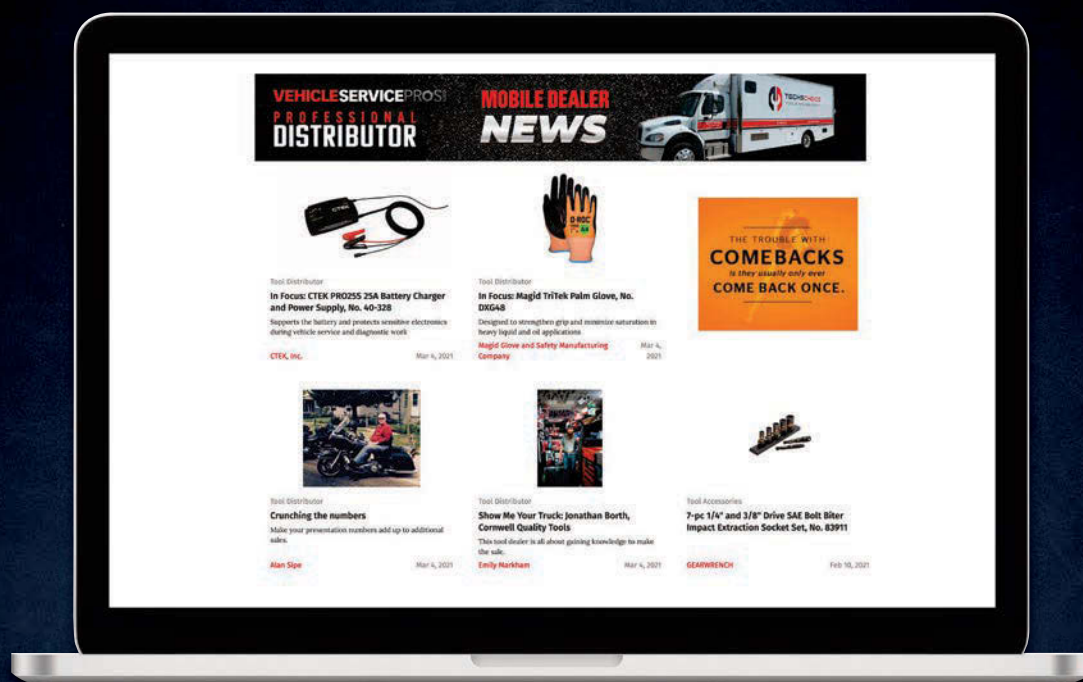 VEHICLESERVICEPROS
PROFESSIONAL
DISTRIBUTOR
MOBILE DEALER
NEWS
TECHSCHOICE
CTEK
D-ROC
A4
THE TROUBLE WITH
COMEBACKS
is they usually only ever
COME BACK ONCE.
Tool Distributor
In Focus: CTEK PRO25S 25A Battery Charger
and Power Supply, No. 40-328
Supports the battery and protects sensitive electronics
during vehicle service and diagnostic work
CTEK, Inc.
Mar 4, 2021
Tool Distributor
In Focus: Magid TriTek Palm Glove, No.
DXG48
Designed to strengthen grip and minimize saturation in
heavy liquid and oil applications
Magid Glove and Safety Manufacturing
Company
Mar 4,
2021
Tool Distributor
Crunching the numbers
Make your presentation numbers add up to additional
sales.
Alan Sipe
Mar 4, 2021
Tool Distributor
Show Me Your Truck: Jonathan Borth,
Cornwell Quality Tools
This tool dealer is all about gaining knowledge to make
the sale.
Emily Markham
Mar 4, 2021
Tool Accessories
7-pc 1/4" and 3/8" Drive SAE Bolt Biter
Impact Extraction Socket Set, No. 83911
GEARWRENCH
Feb 10, 2021